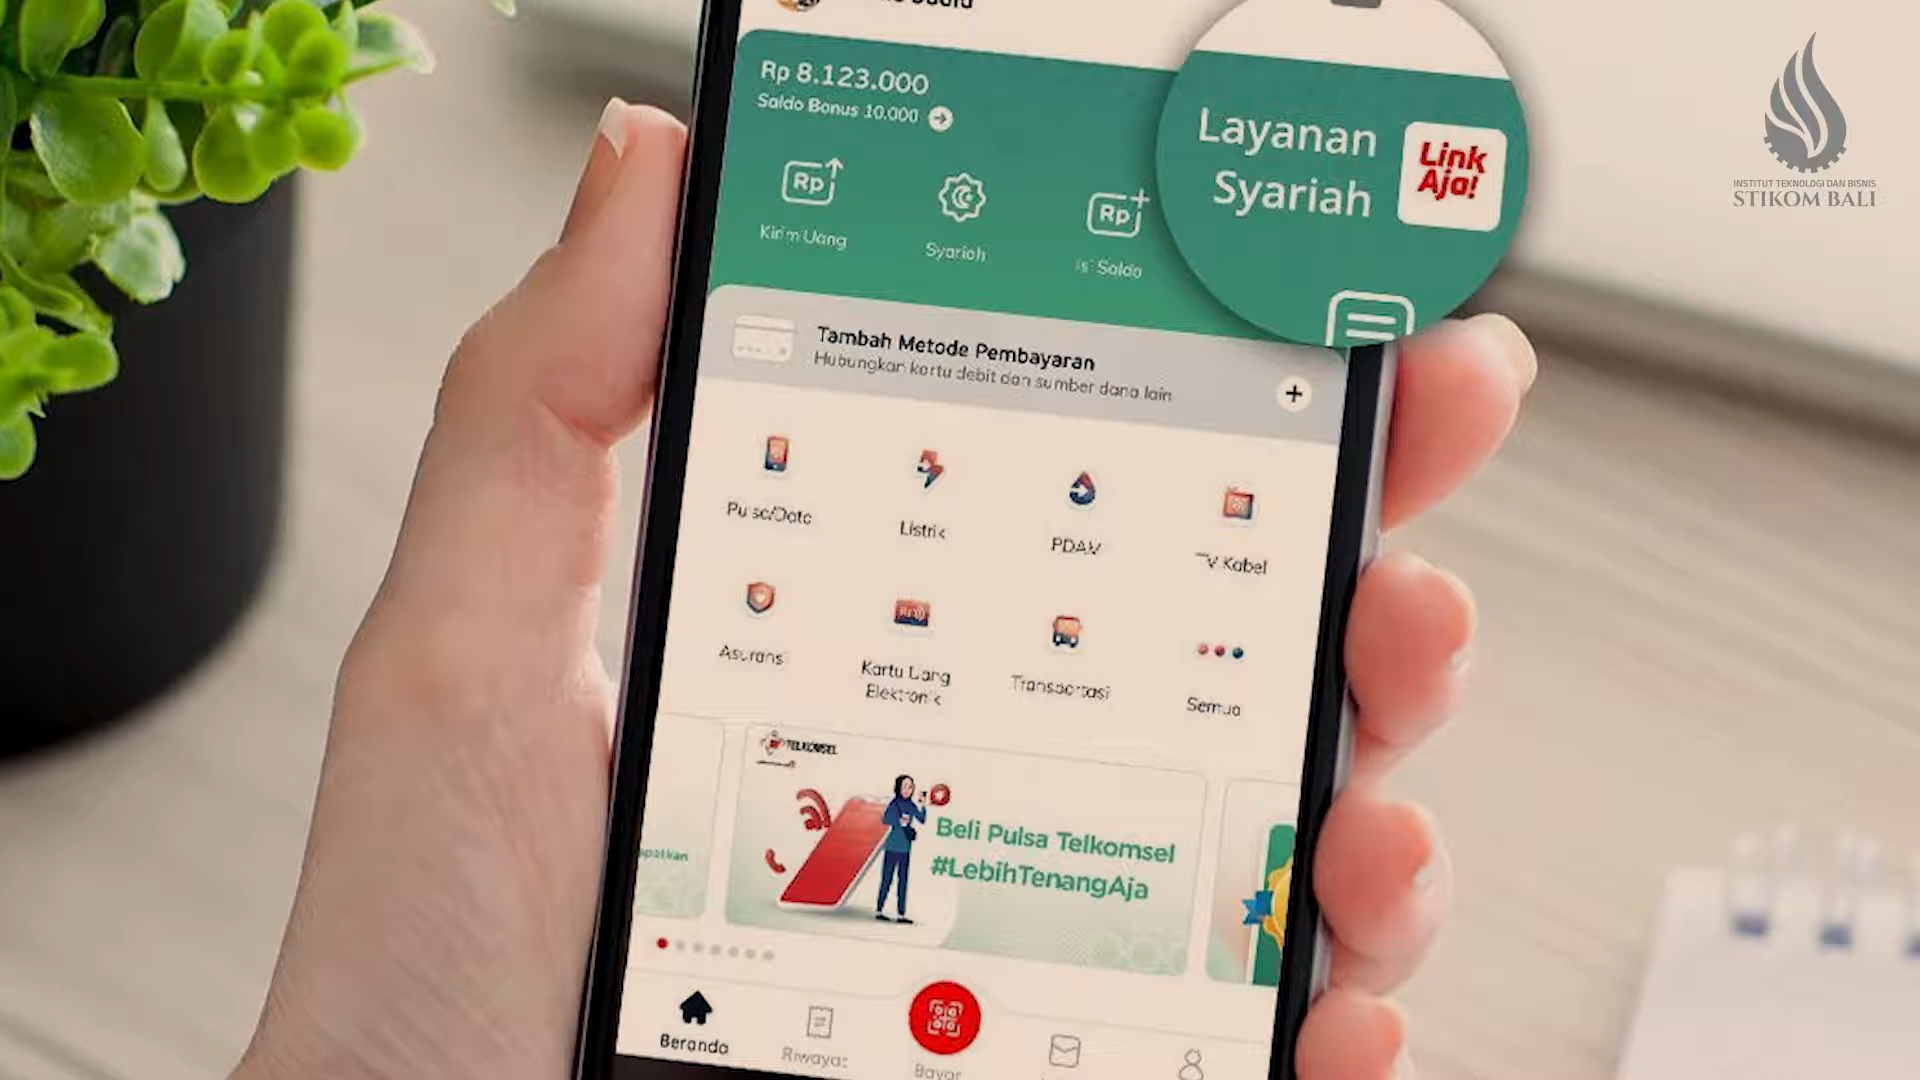 Rp 8.123.000
Saldo Bonus 10.000
Layanan
Syariah
Link
Aja!
INSTITUT TEKNOLOGI DAN BISNIS
STIKOM BALI
Rp
Kirim Uang
Syariah
Rp
Isi Saldo
Tambah Metode Pembayaran
Hubungkan kartu debit dan sumber dana lain
Pulsa/Data
Listrik
PDAM
TV Kabel
Asuransi
Kartu Uang
Elektronik
Transportasi
Semua
TELKOMSEL
Beli Pulsa Telkomsel
#LebihTenangAja
Beranda
Riwayat
Bayar